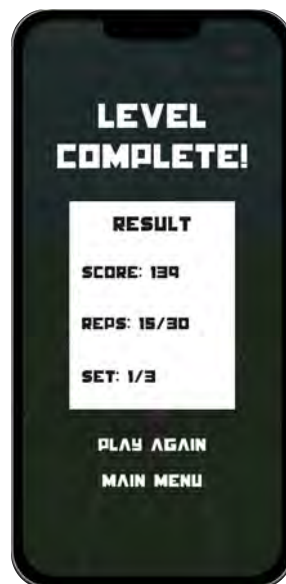 LEVEL
COMPLETE!
RESULT
SCORE: 139
REPS: 15/30
SET: 1/3
PLAY AGAIN
MAIN MENU